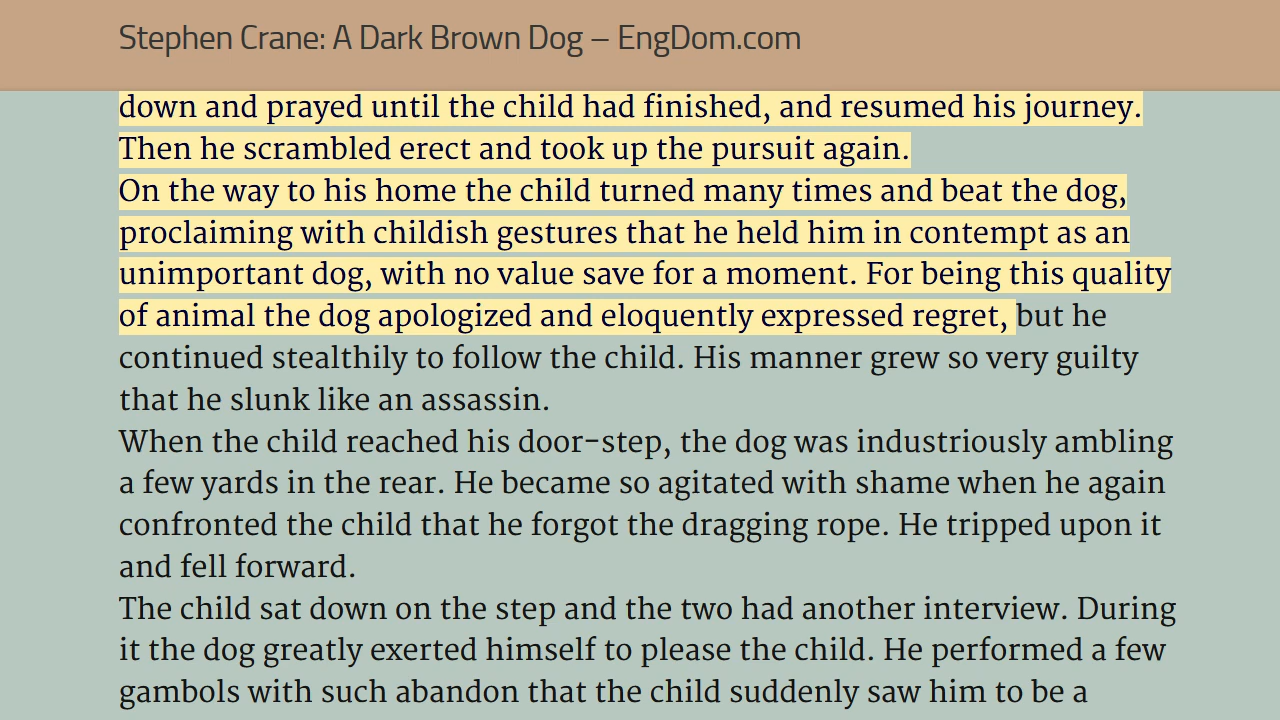 Stephen Crane: A Dark Brown Dog – EngDom.com
down and prayed until the child had finished, and resumed his journey.
Then he scrambled erect and took up the pursuit again.
On the way to his home the child turned many times and beat the dog,
proclaiming with childish gestures that he held him in contempt as an
unimportant dog, with no value save for a moment. For being this quality
of animal the dog apologized and eloquently expressed regret, but he
continued stealthily to follow the child. His manner grew so very guilty
that he slunk like an assassin.
When the child reached his door-step, the dog was industriously ambling
a few yards in the rear. He became so agitated with shame when he again
confronted the child that he forgot the dragging rope. He tripped upon it
and fell forward.
The child sat down on the step and the two had another interview. During
it the dog greatly exerted himself to please the child. He performed a few
gambols with such abandon that the child suddenly saw him to be a